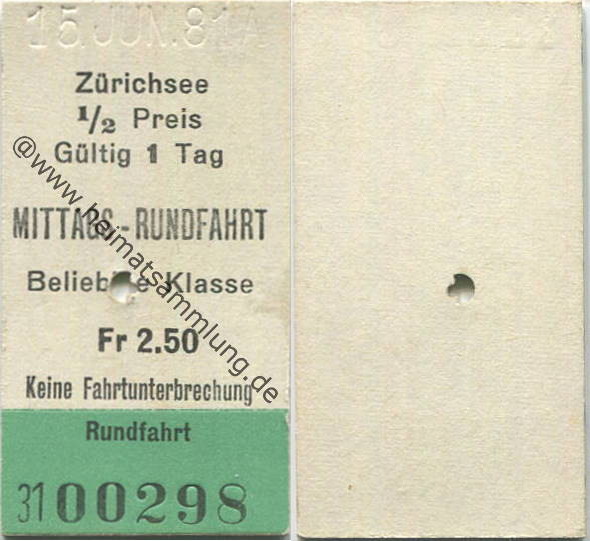 15.JUN.81A
Zürichsee
1/2 Preis
Gültig 1 Tag
MITTAGS-RUNDFAHRT
Beliebige Klasse
Fr 2.50
Keine Fahrtunterbrechung
Rundfahrt
31 00298
@www.heimatsammlung.de